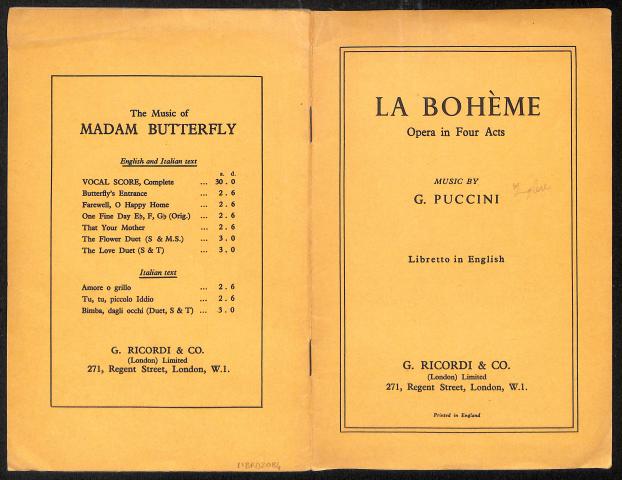 The Music of
MADAM BUTTERFLY
English and Italian text
s. d.
VOCAL SCORE, Complete ... 30 . 0
Butterfly's Entrance ... 2 . 6
Farewell, O Happy Home ... 2 . 6
One Fine Day E♭, F, G♭ (Orig.) ... 2 . 6
That Your Mother ... 2 . 6
The Flower Duet (S & M.S.) ... 3 . 0
The Love Duet (S & T) ... 3 . 0
Italian text
Amore o grillo ... 2 . 6
Tu, tu, piccolo Iddio ... 2 . 6
Bimba, dagli occhi (Duet, S & T) ... 3 . 0
G. RICORDI & CO.
(London) Limited
271, Regent Street, London, W.1.
LA BOHÈME
Opera in Four Acts
MUSIC BY
G. PUCCINI
Libretto in English
G. RICORDI & CO.
(London) Limited
271, Regent Street, London, W.1.
Printed in England